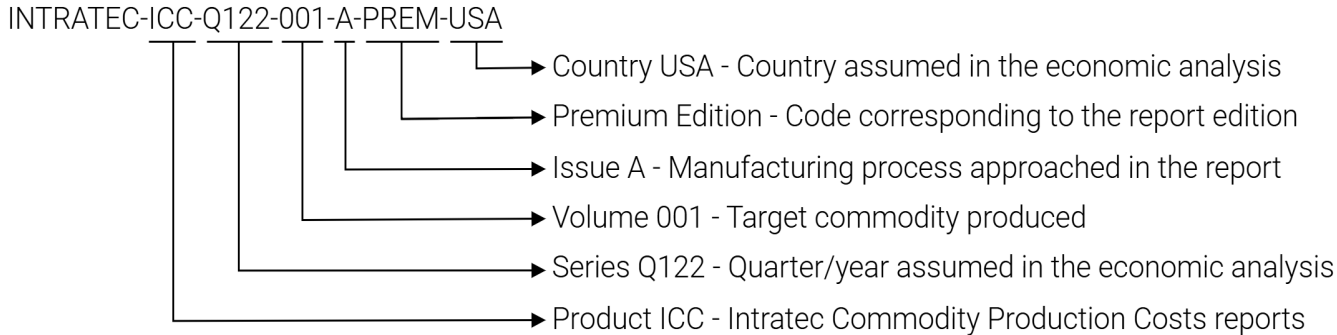 INTRATEC-ICC-Q122-001-A-PREM-USA
Country USA - Country assumed in the economic analysis
Premium Edition - Code corresponding to the report edition
Issue A - Manufacturing process approached in the report
Volume 001 - Target commodity produced
Series Q122 - Quarter/year assumed in the economic analysis
Product ICC - Intratec Commodity Production Costs reports